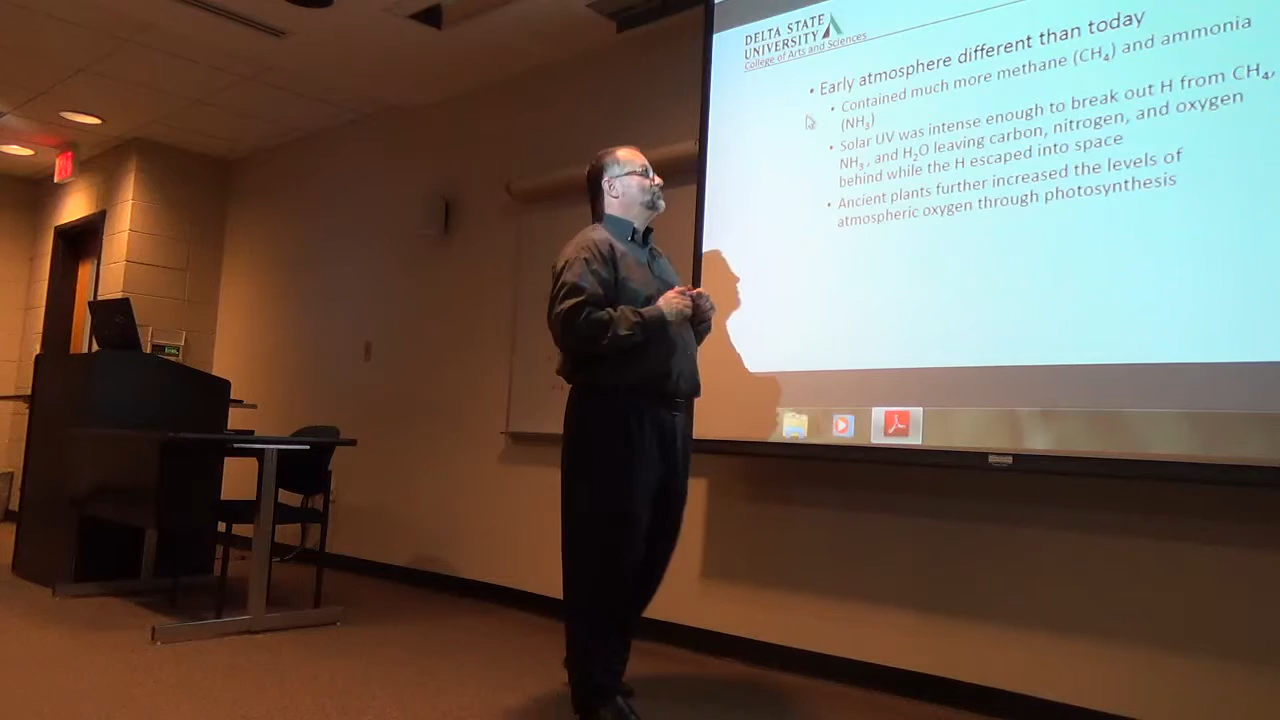 DELTA STATE
UNIVERSITY
College of Arts and Sciences
• Early atmosphere different than today
• Contained much more methane (CH₄) and ammonia
(NH₃)
• Solar UV was intense enough to break out H from CH₄,
NH₃, and H₂O leaving carbon, nitrogen, and oxygen
behind while the H escaped into space
• Ancient plants further increased the levels of
atmospheric oxygen through photosynthesis